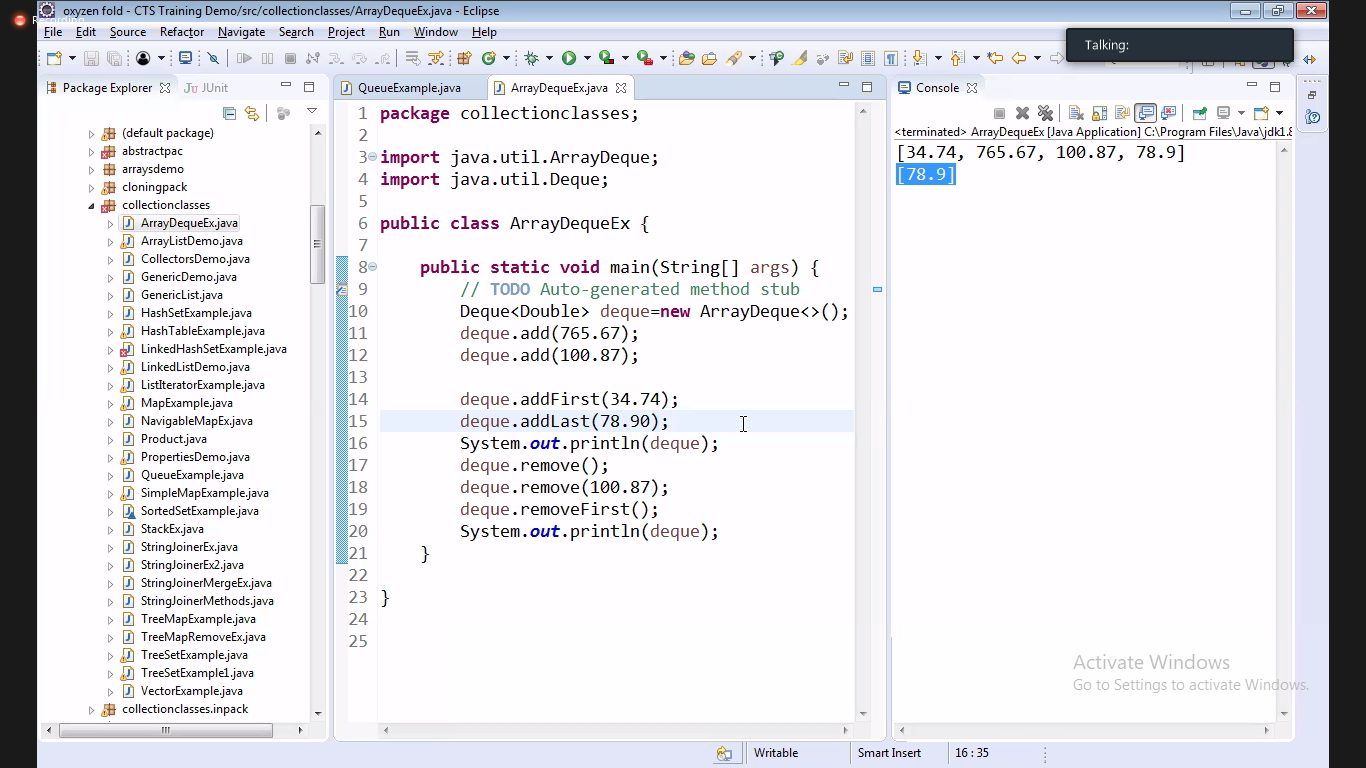 oxyzen fold - CTS Training Demo/src/collectionclasses/ArrayDequeEx.java - Eclipse
File Edit Source Refactor Navigate Search Project Run Window Help
Talking:
Package Explorer JUnit
(default package)
abstractpac
arraysdemo
cloningpack
collectionclasses
ArrayDequeEx.java
ArrayListDemo.java
CollectorsDemo.java
GenericDemo.java
GenericList.java
HashSetExample.java
HashTableExample.java
LinkedHashSetExample.java
LinkedListDemo.java
ListIteratorExample.java
MapExample.java
NavigableMapEx.java
Product.java
PropertiesDemo.java
QueueExample.java
SimpleMapExample.java
SortedSetExample.java
StackEx.java
StringJoinerEx.java
StringJoinerEx2.java
StringJoinerMergeEx.java
StringJoinerMethods.java
TreeMapExample.java
TreeMapRemoveEx.java
TreeSetExample.java
TreeSetExample1.java
VectorExample.java
collectionclasses.inpack
QueueExample.java ArrayDequeEx.java
1 package collectionclasses;
2
3 import java.util.ArrayDeque;
4 import java.util.Deque;
5
6 public class ArrayDequeEx {
7
8 public static void main(String[] args) {
9 // TODO Auto-generated method stub
10 Deque<Double> deque=new ArrayDeque<>();
11 deque.add(765.67);
12 deque.add(100.87);
13
14 deque.addFirst(34.74);
15 deque.addLast(78.90);
16 System.out.println(deque);
17 deque.remove();
18 deque.remove(100.87);
19 deque.removeFirst();
20 System.out.println(deque);
21 }
22
23 }
24
25
Console
<terminated> ArrayDequeEx [Java Application] C:\Program Files\Java\jdk1.8
[34.74, 765.67, 100.87, 78.9]
[78.9]
Activate Windows
Go to Settings to activate Windows.
Writable Smart Insert 16 : 35